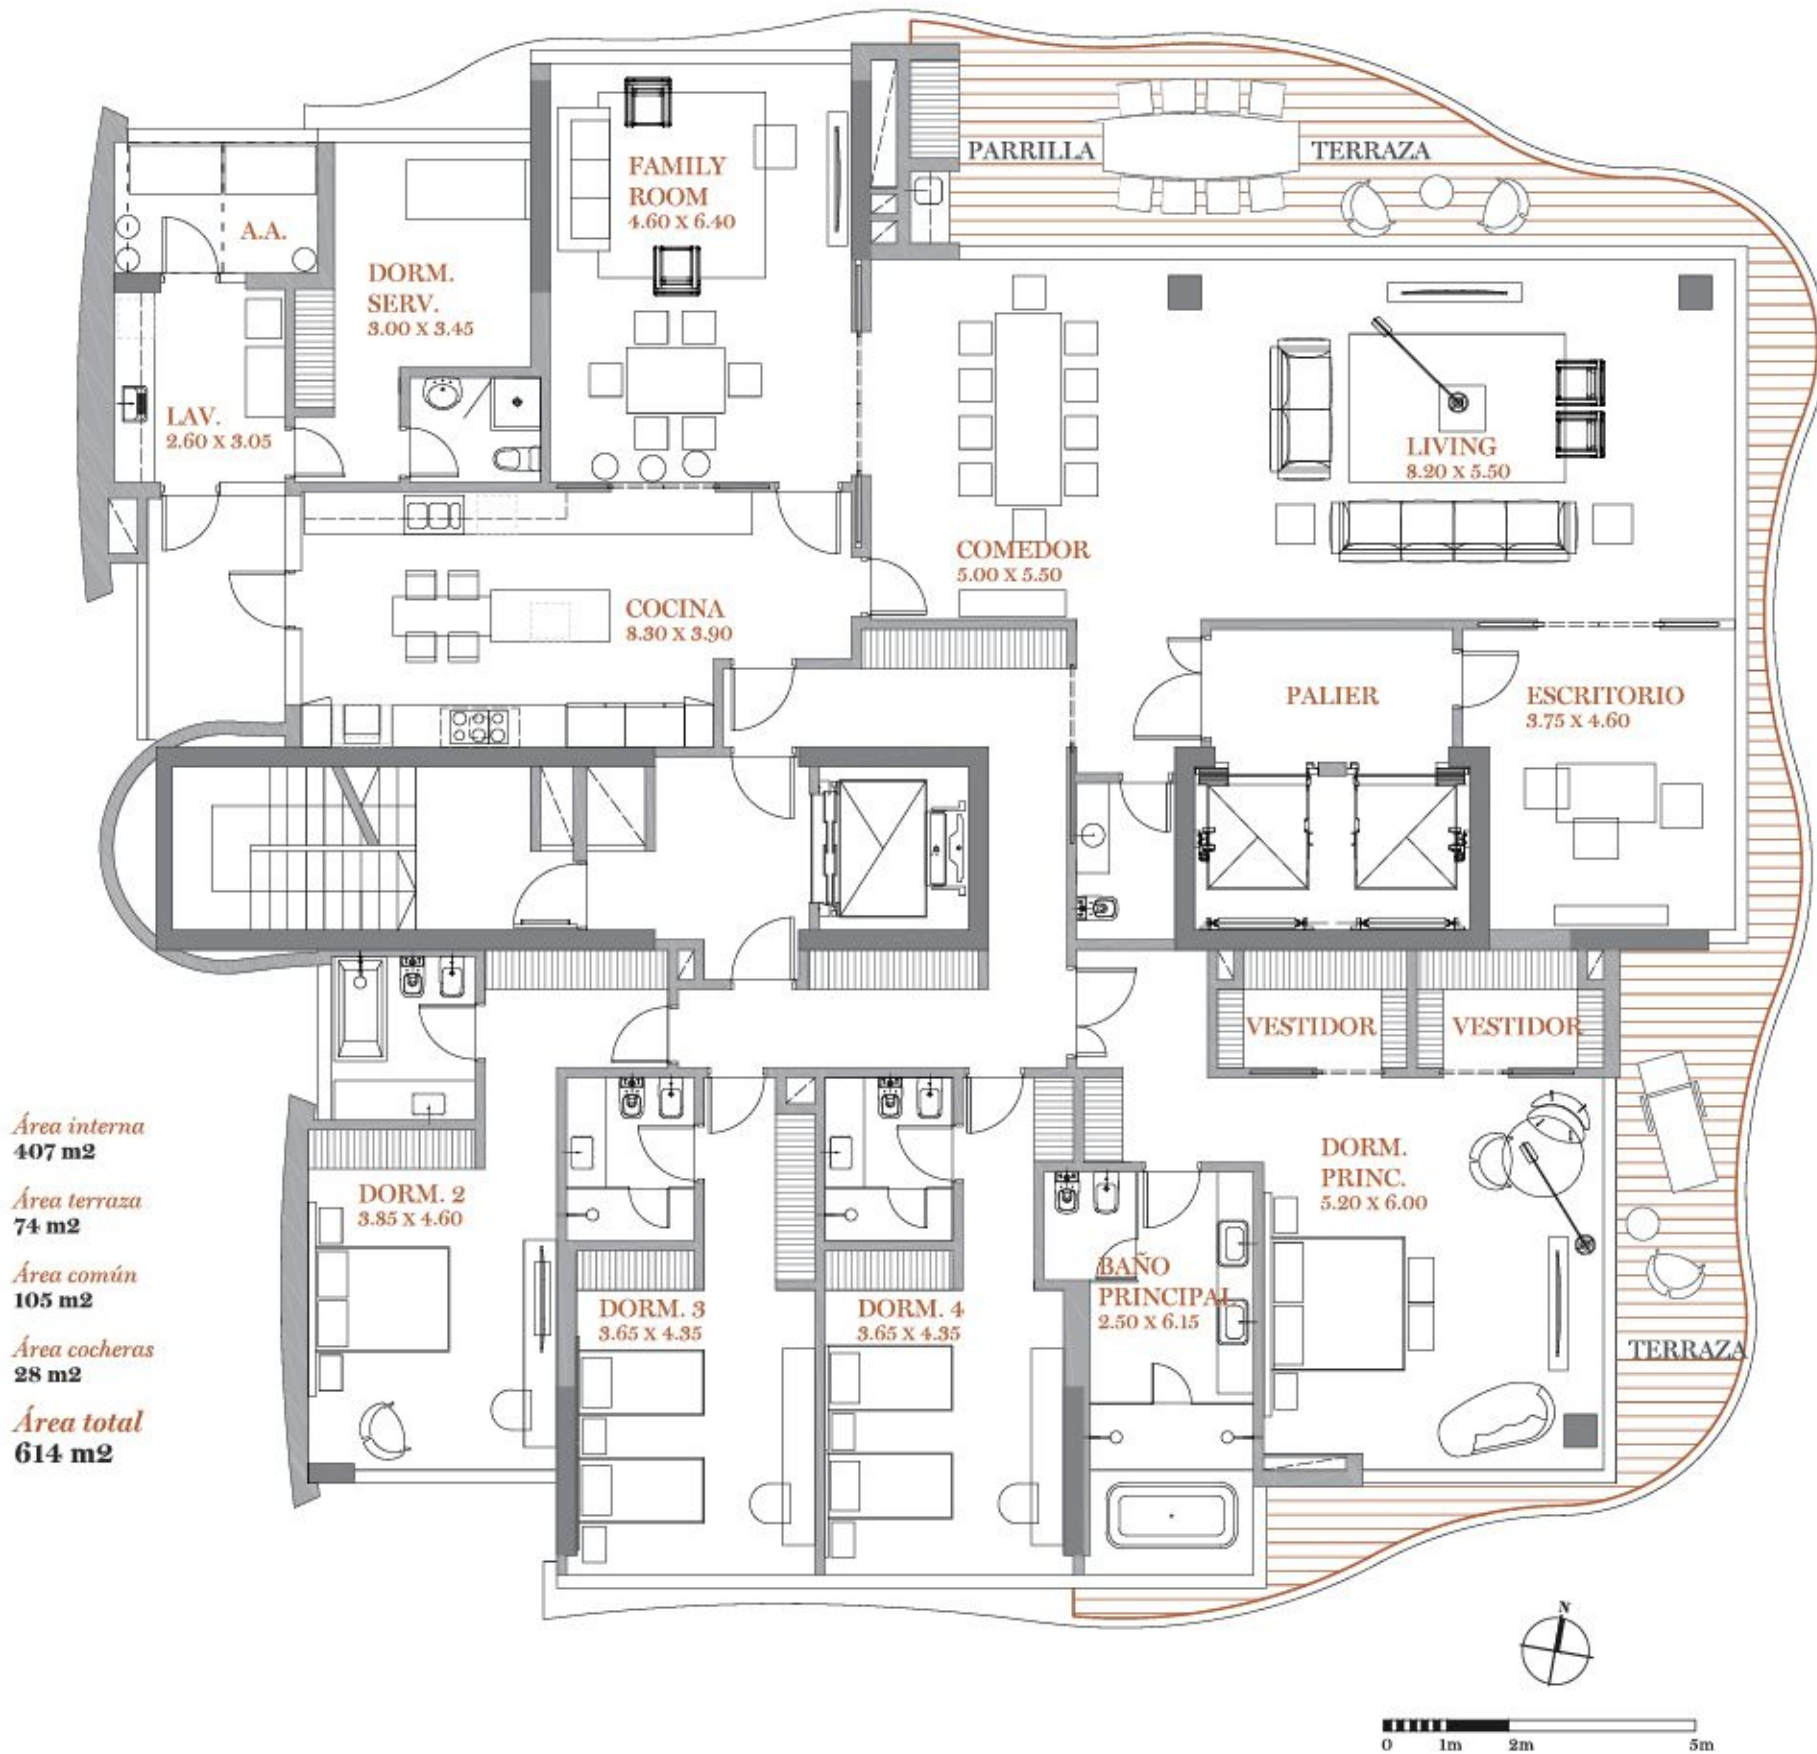 PARRILLA
TERRAZA
FAMILY
ROOM
4.60 X 6.40
A.A.
DORM.
SERV.
3.00 X 3.45
LAV.
2.60 X 3.05
LIVING
8.20 X 5.50
COMEDOR
5.00 X 5.50
COCINA
8.30 X 3.90
PALIER
ESCRITORIO
3.75 X 4.60
VESTIDOR
VESTIDOR
Área interna
407 m2
Área terraza
74 m2
Área común
105 m2
Área cocheras
28 m2
Área total
614 m2
DORM. 2
3.85 X 4.60
DORM. 3
3.65 X 4.35
DORM. 4
3.65 X 4.35
BAÑO
PRINCIPAL
2.50 X 6.15
DORM.
PRINC.
5.20 X 6.00
TERRAZA
N
0 1m 2m 5m